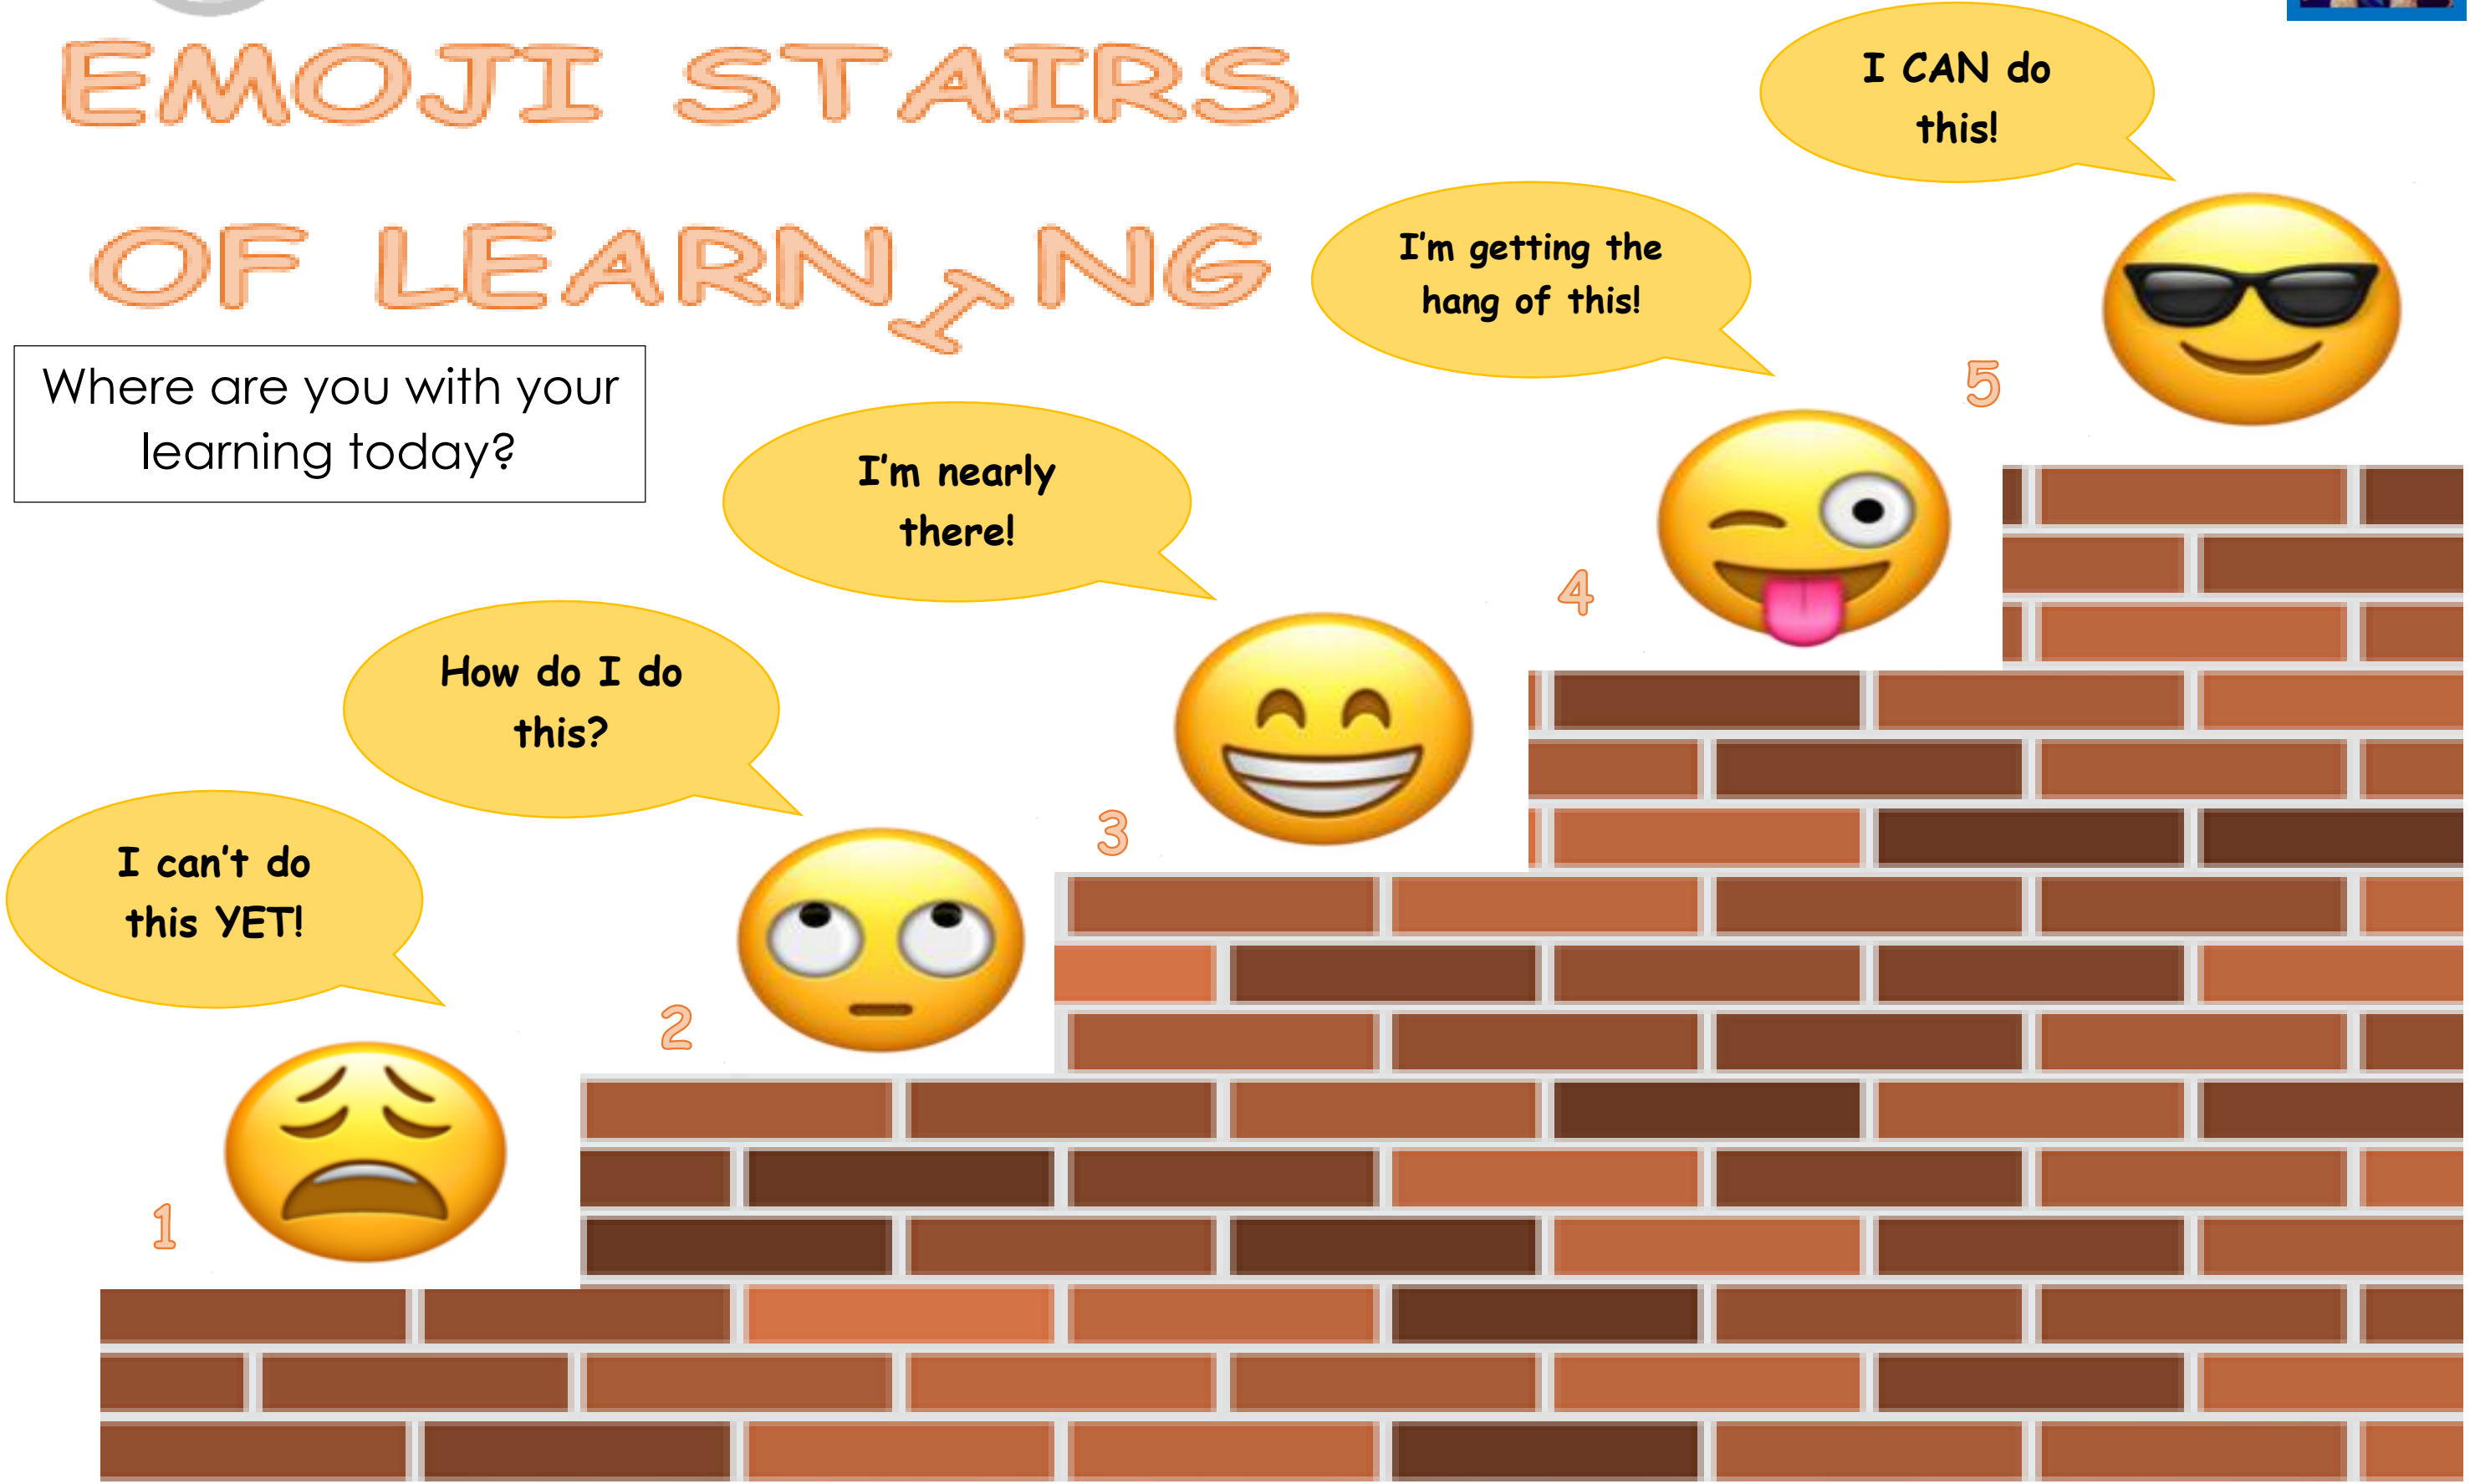 EMOJI STAIRS
OF LEARNING
Where are you with your
learning today?
I CAN do
this!
5
I'm getting the
hang of this!
4
I'm nearly
there!
3
How do I do
this?
2
I can't do
this YET!
1